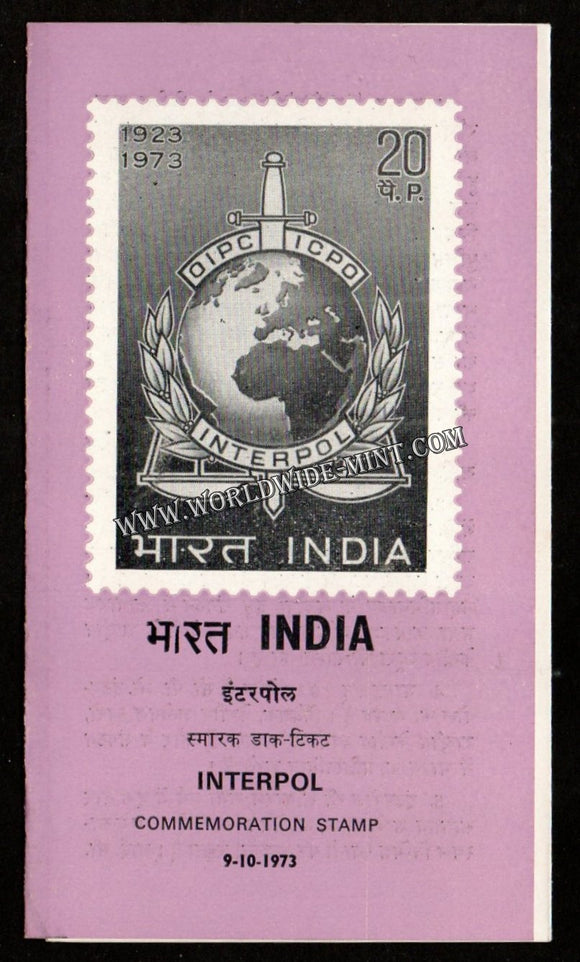 1923
1973
20
पै. P.
OIPC ICPO
INTERPOL
WWW.WORLDWIDE-MINT.COM
भारत INDIA
भारत INDIA
इंटरपोल
स्मारक डाक-टिकट
INTERPOL
COMMEMORATION STAMP
9-10-1973